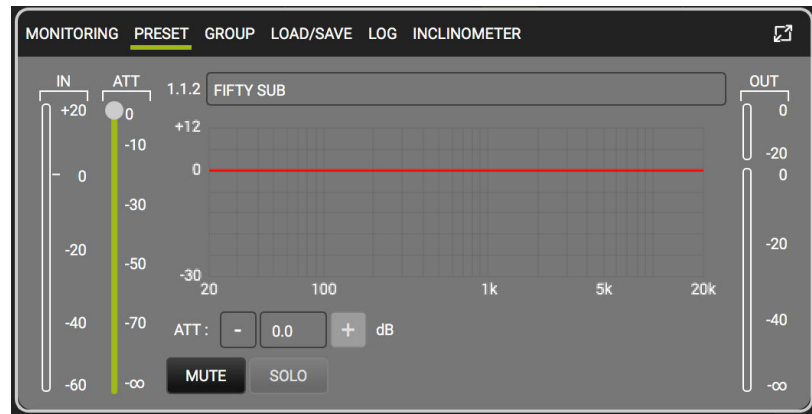 MONITORING PRESET GROUP LOAD/SAVE LOG INCLINOMETER
IN ATT 1.1.2 FIFTY SUB OUT
+20 0 +12 0
-10 -20
0 0 0
-30
-20 -20
-50 -30
20 100 1k 5k 20k
-40 -70 ATT : - 0.0 + dB -40
-60 -∞ MUTE SOLO -∞